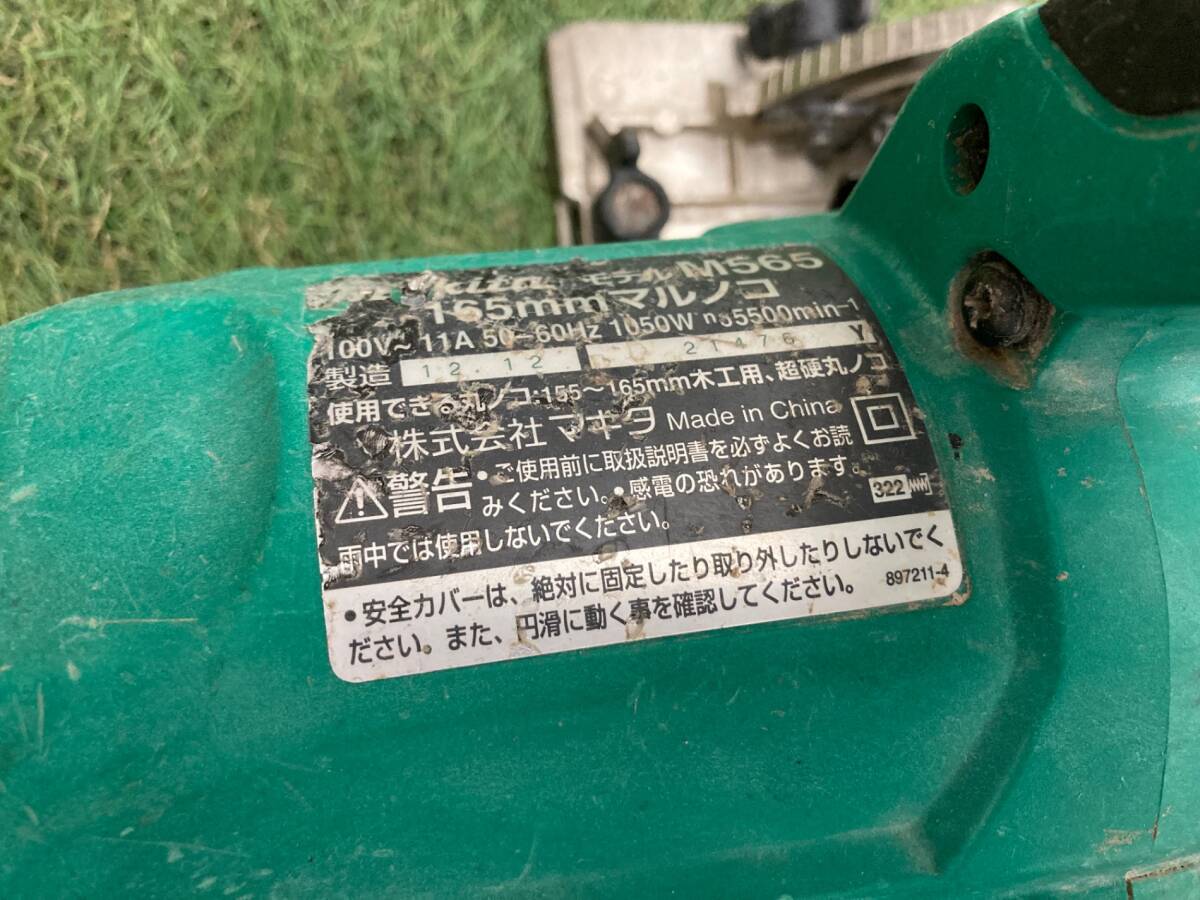 makita モデル M565
165mmマルノコ
100V~ 11A 50-60Hz 1050W n₀5500min-1
製造 12.12 21476 Y
使用できる丸ノコ:155~165mm木工用、超硬丸ノコ
株式会社マキタ Made in China
⚠警告 •ご使用前に取扱説明書を必ずよくお読
みください。•感電の恐れがあります。
雨中では使用しないでください。
322
•安全カバーは、絶対に固定したり取り外したりしないでく
ださい。また、円滑に動く事を確認してください。
897211-4